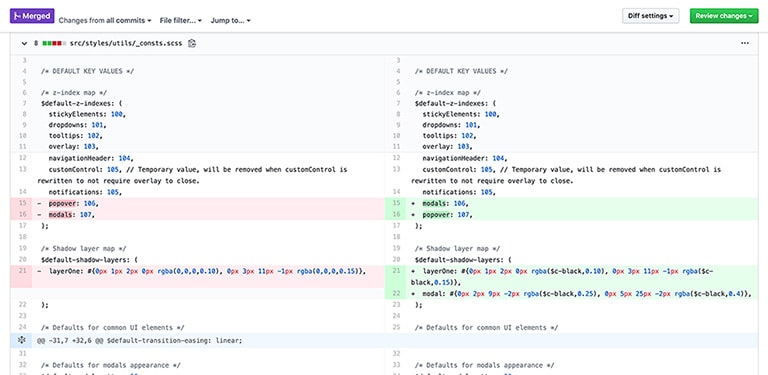 Merged Changes from all commits File filter... Jump to... Diff settings Review changes
8 src/styles/utils/_consts.scss ...
3 3
4 /* DEFAULT KEY VALUES */ 4 /* DEFAULT KEY VALUES */
5 5
6 /* z-index map */ 6 /* z-index map */
7 $default-z-indexes: ( 7 $default-z-indexes: (
8 stickyElements: 100, 8 stickyElements: 100,
9 dropdowns: 101, 9 dropdowns: 101,
10 tooltips: 102, 10 tooltips: 102,
11 overlay: 103, 11 overlay: 103,
12 navigationHeader: 104, 12 navigationHeader: 104,
13 customControl: 105, // Temporary value, will be removed when customControl is 13 customControl: 105, // Temporary value, will be removed when customControl is
rewritten to not require overlay to close. rewritten to not require overlay to close.
14 notifications: 105, 14 notifications: 105,
15 - popover: 106, 15 + modals: 106,
16 - modals: 107, 16 + popover: 107,
17 ); 17 );
18 18
19 /* Shadow layer map */ 19 /* Shadow layer map */
20 $default-shadow-layers: ( 20 $default-shadow-layers: (
21 - layerOne: #{0px 1px 2px 0px rgba(0,0,0,0.10), 0px 3px 11px -1px rgba(0,0,0,0.15)}, 21 + layerOne: #{0px 1px 2px 0px rgba($c-black,0.10), 0px 3px 11px -1px rgba($c-
black,0.15)},
22 + modal: #{0px 2px 9px -2px rgba($c-black,0.25), 0px 5px 25px -2px rgba($c-black,0.4)},
22 ); 23 );
23 24
24 /* Defaults for common UI elements */ 25 /* Defaults for common UI elements */
@@ -31,7 +32,6 @@ $default-transition-easing: linear;
31 32
32 /* Defaults for modals appearance */ 33 /* Defaults for modals appearance */